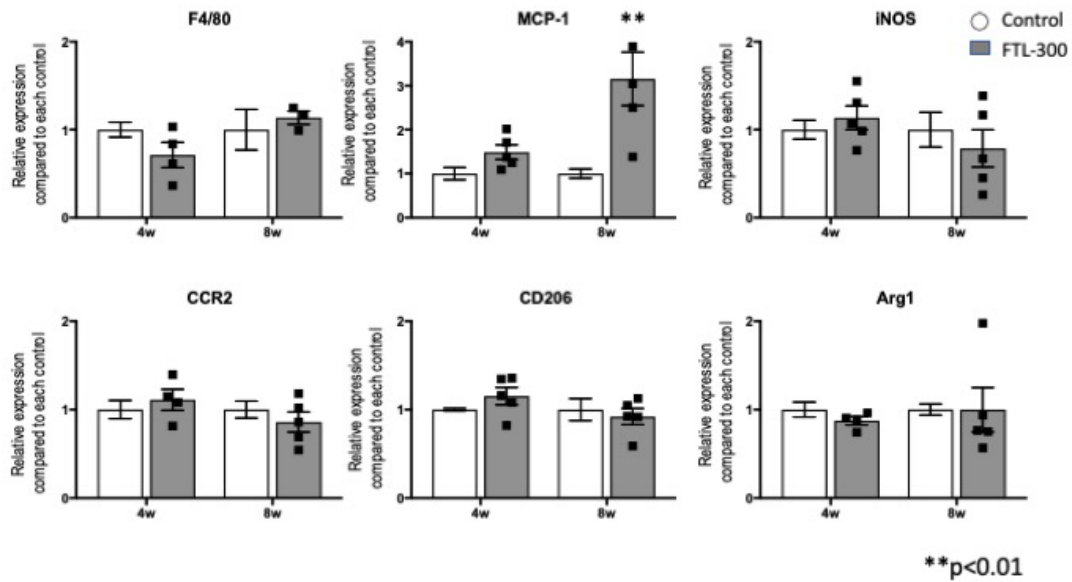 F4/80
MCP-1
**
iNOS
Control
FTL-300
Relative expression
compared to each control
2
1
0
4w
8w
Relative expression
compared to each control
4
3
2
1
0
4w
8w
Relative expression
compared to each control
2
1
0
4w
8w
CCR2
CD206
Arg1
Relative expression
compared to each control
2
1
0
4w
8w
Relative expression
compared to each control
2
1
0
4w
8w
Relative expression
compared to each control
2
1
0
4w
8w
**p<0.01